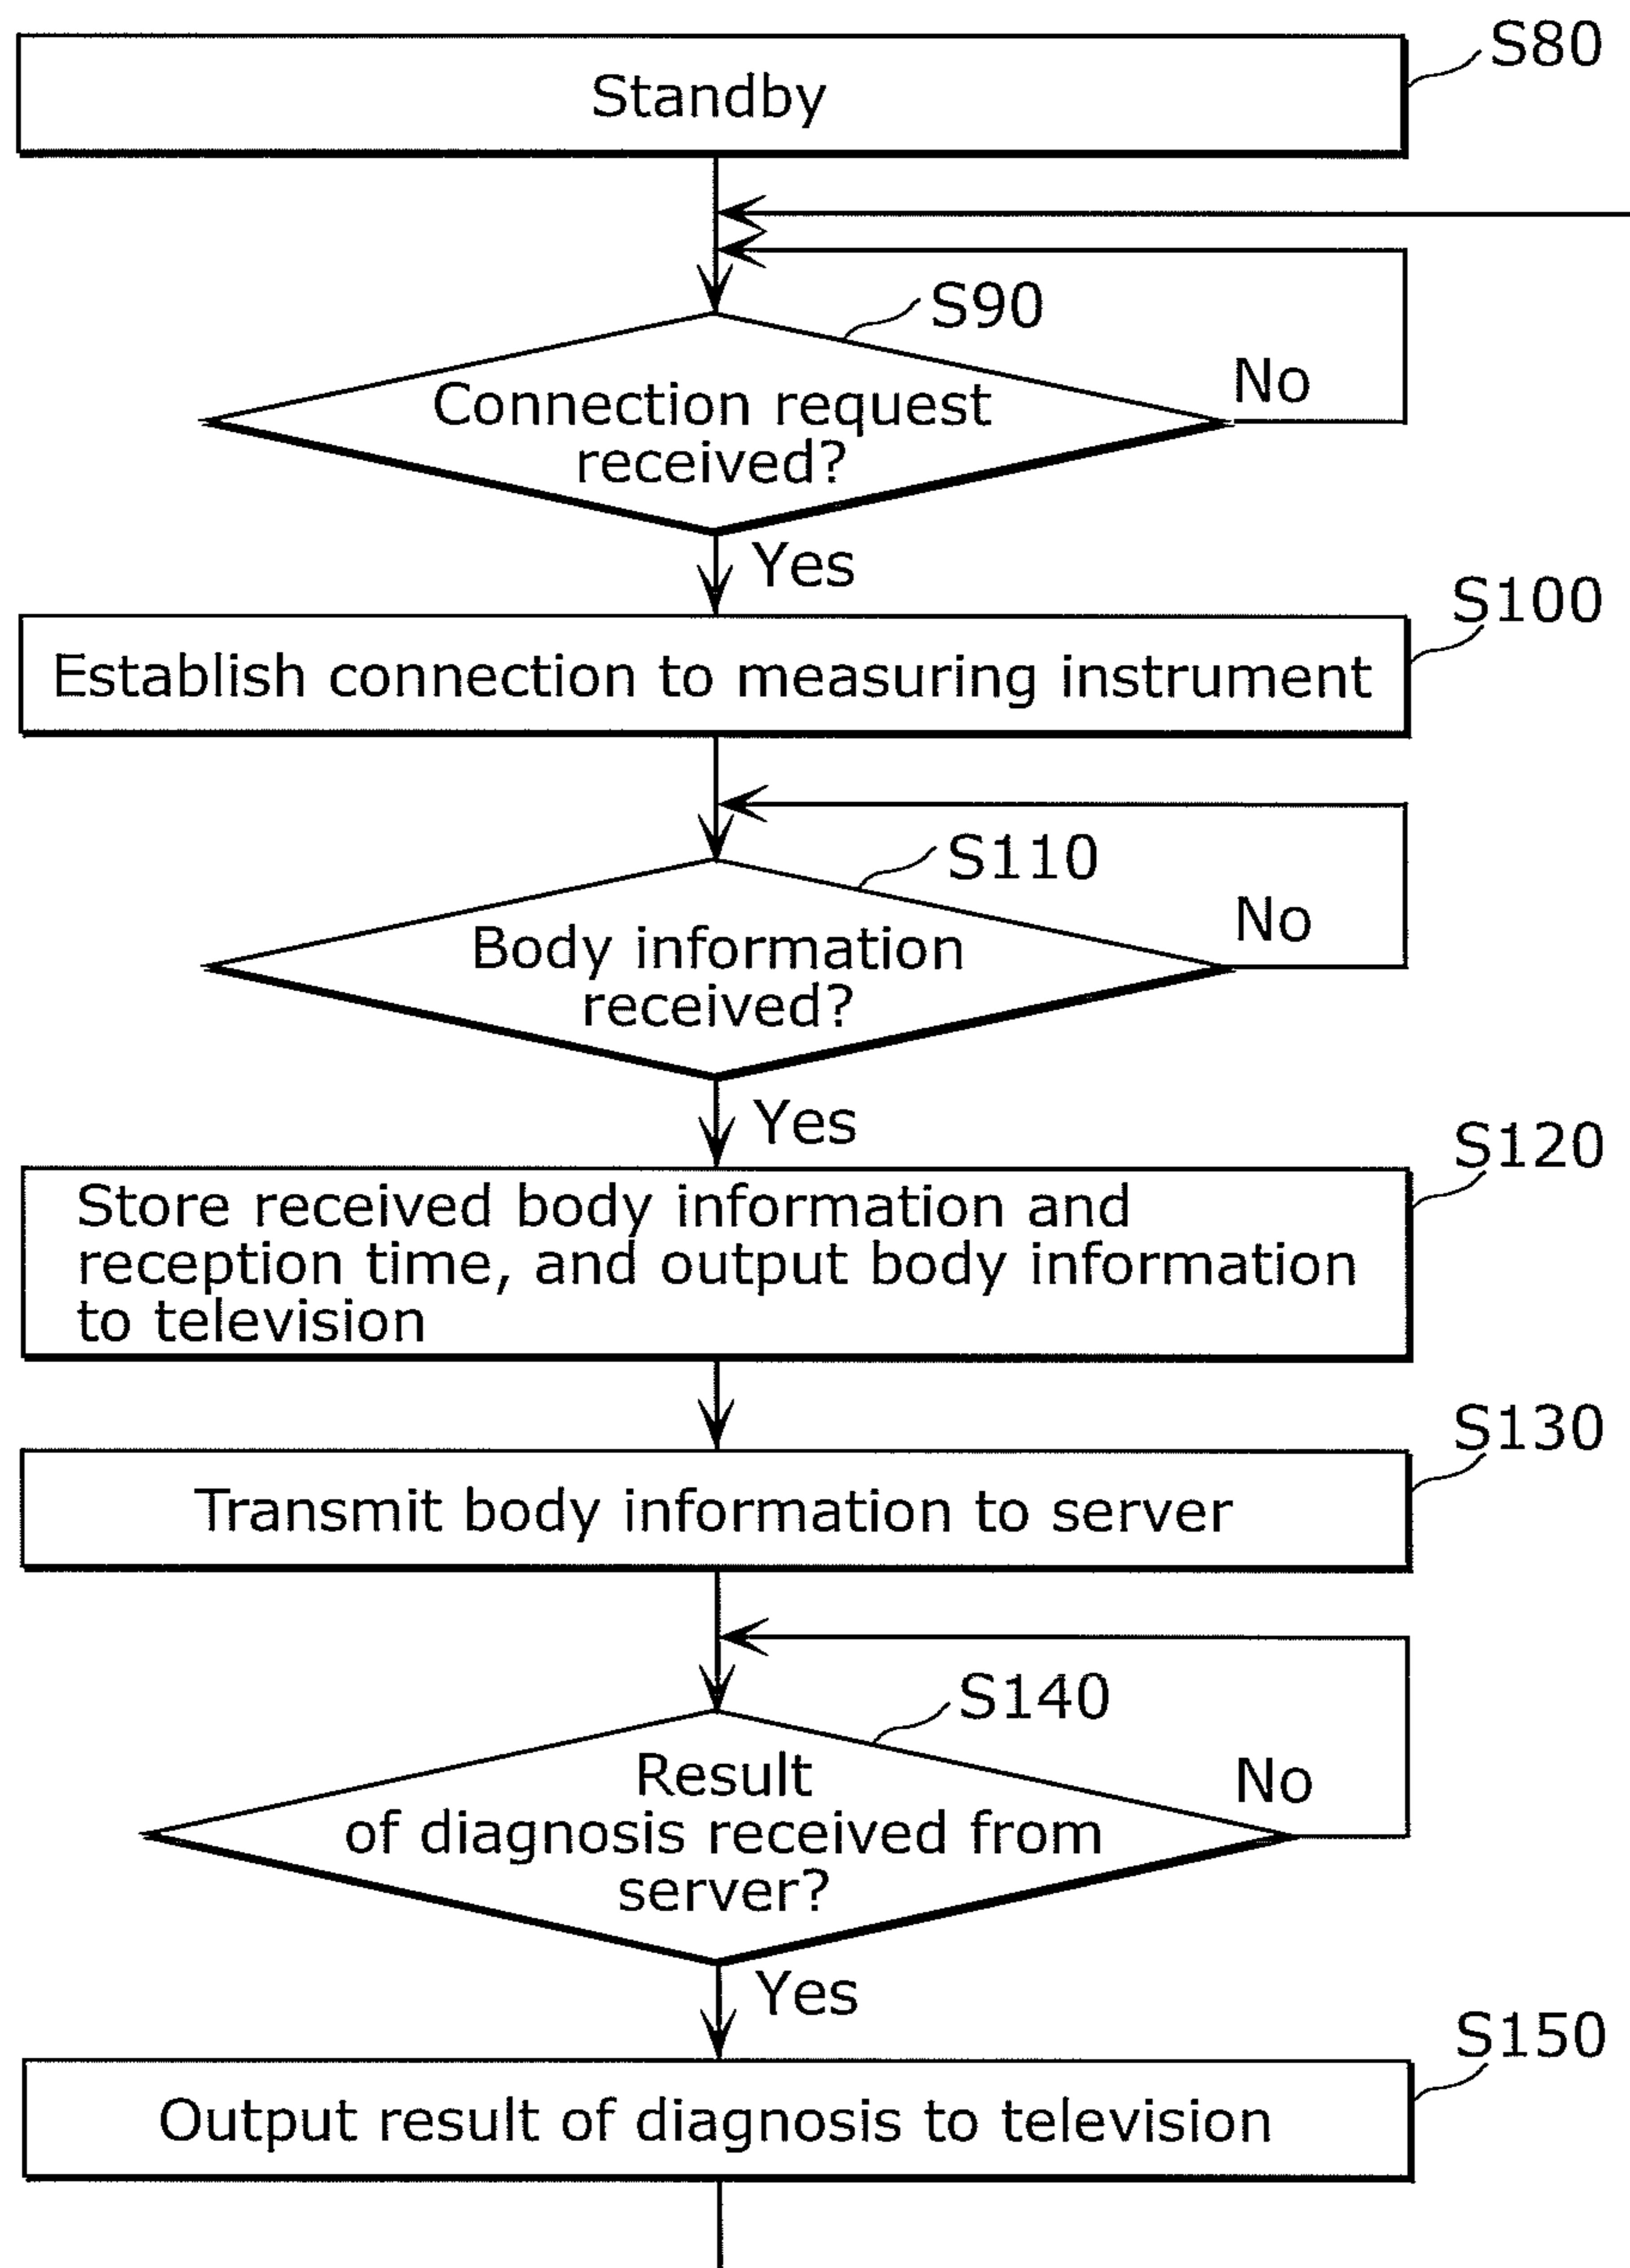 S80
Standby
S90
No
Connection request
received?
Yes
S100
Establish connection to measuring instrument
S110
No
Body information
received?
Yes
S120
Store received body information and
reception time, and output body information
to television
S130
Transmit body information to server
S140
No
Result
of diagnosis received from
server?
Yes
S150
Output result of diagnosis to television